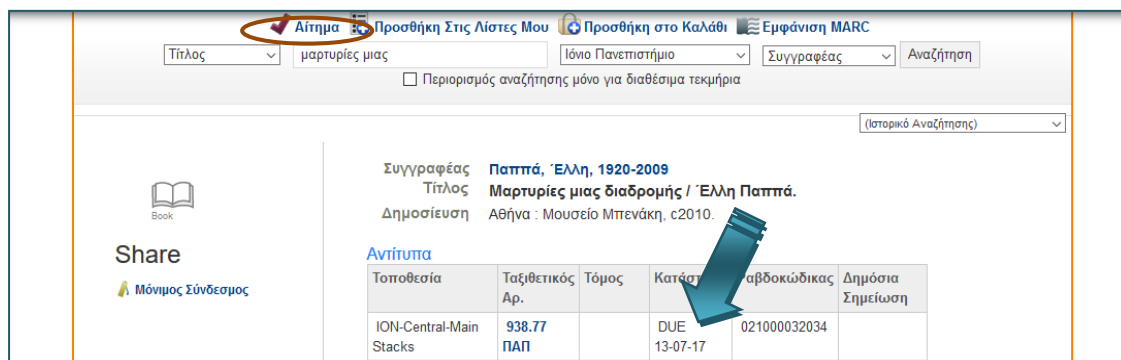 Αίτημα Προσθήκη Στις Λίστες Μου Προσθήκη στο Καλάθι Εμφάνιση MARC
Τίτλος μαρτυρίες μιας Ιόνιο Πανεπιστήμιο Συγγραφέας Αναζήτηση
Περιορισμός αναζήτησης μόνο για διαθέσιμα τεκμήρια
(Ιστορικό Αναζήτησης)
Συγγραφέας Παππά, Έλλη, 1920-2009
Τίτλος Μαρτυρίες μιας διαδρομής / Έλλη Παππά.
Δημοσίευση Αθήνα : Μουσείο Μπενάκη, c2010.
Book
Share
Μόνιμος Σύνδεσμος
Αντίτυπα
Τοποθεσία Ταξιθετικός Αρ. Τόμος Δημόσια Σημείωση
ION-Central-Main Stacks 938.77 ΠΑΠ DUE 13-07-17 021000032034